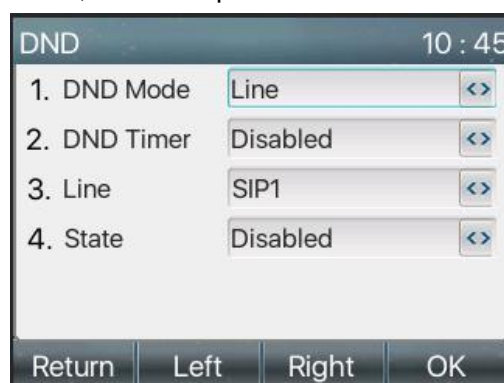 DND 10 : 45
1. DND Mode Line
2. DND Timer Disabled
3. Line SIP1
4. State Disabled
Return Left Right OK